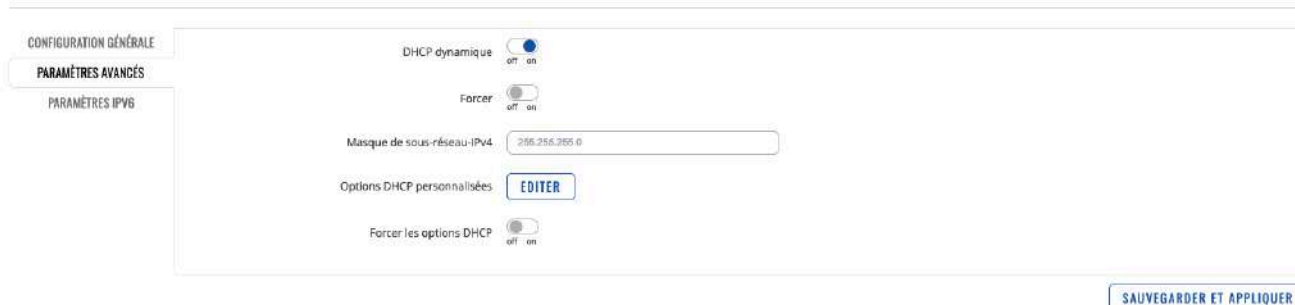 CONFIGURATION GÉNÉRALE
PARAMÈTRES AVANCÉS
PARAMÈTRES IPV6
DHCP dynamique
off on
Forcer
off on
Masque de sous-réseau-IPv4
255.255.255.0
Options DHCP personnalisées
EDITER
Forcer les options DHCP
off on
SAUVEGARDER ET APPLIQUER